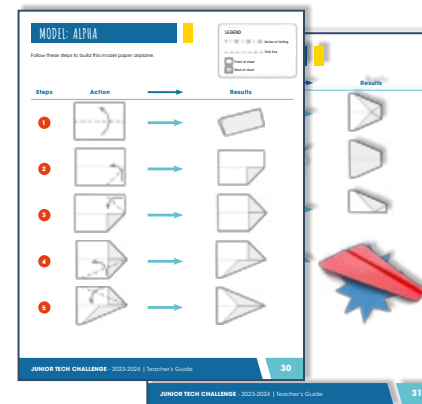 MODEL: ALPHA
Follow these steps to build this model paper airplane.
LEGEND
Action of folding
Fold line
Front of sheet
Back of sheet
Steps
Action
Results
1
2
3
4
5
JUNIOR TECH CHALLENGE - 2023-2024 | Teacher's Guide
30
Results
JUNIOR TECH CHALLENGE - 2023-2024 | Teacher's Guide
31